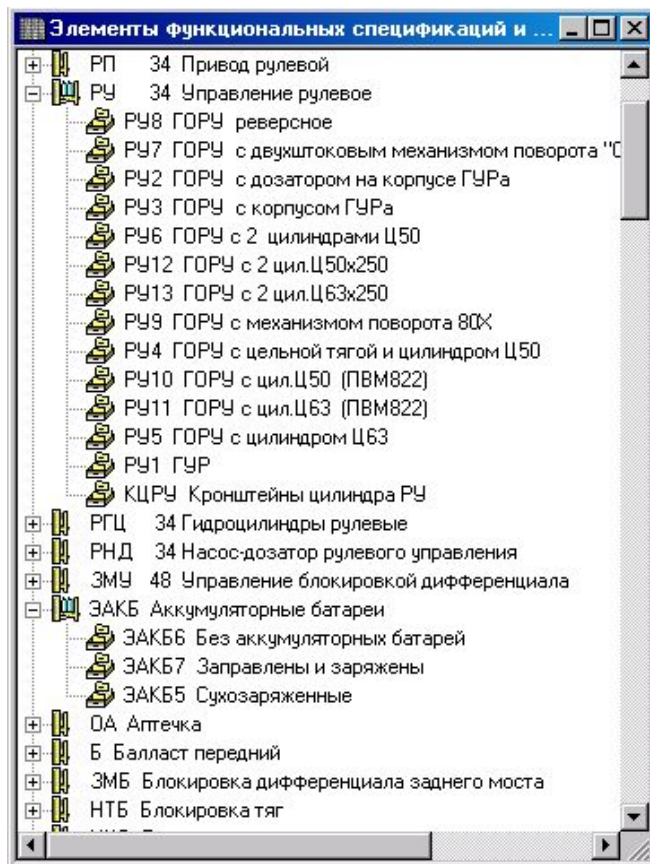 Элементы функциональных спецификаций и ...
РП 34 Привод рулевой
РУ 34 Управление рулевое
РУ8 ГОРУ реверсное
РУ7 ГОРУ с двухштоковым механизмом поворота "С
РУ2 ГОРУ с дозатором на корпусе ГУРа
РУ3 ГОРУ с корпусом ГУРа
РУ6 ГОРУ с 2 цилиндрами Ц50
РУ12 ГОРУ с 2 цил.Ц50х250
РУ13 ГОРУ с 2 цил.Ц63х250
РУ9 ГОРУ с механизмом поворота 80Х
РУ4 ГОРУ с цельной тягой и цилиндром Ц50
РУ10 ГОРУ с цил.Ц50 (ПВМ822)
РУ11 ГОРУ с цил.Ц63 (ПВМ822)
РУ5 ГОРУ с цилиндром Ц63
РУ1 ГУР
КЦРУ Кронштейны цилиндра РУ
РГЦ 34 Гидроцилиндры рулевые
РНД 34 Насос-дозатор рулевого управления
ЗМУ 48 Управление блокировкой дифференциала
ЭАКБ Аккумуляторные батареи
ЭАКБ6 Без аккумуляторных батарей
ЭАКБ7 Заправлены и заряжены
ЭАКБ5 Сухозаряженные
ОА Аптечка
Б Балласт передний
ЗМБ Блокировка дифференциала заднего моста
НТБ Блокировка тяг